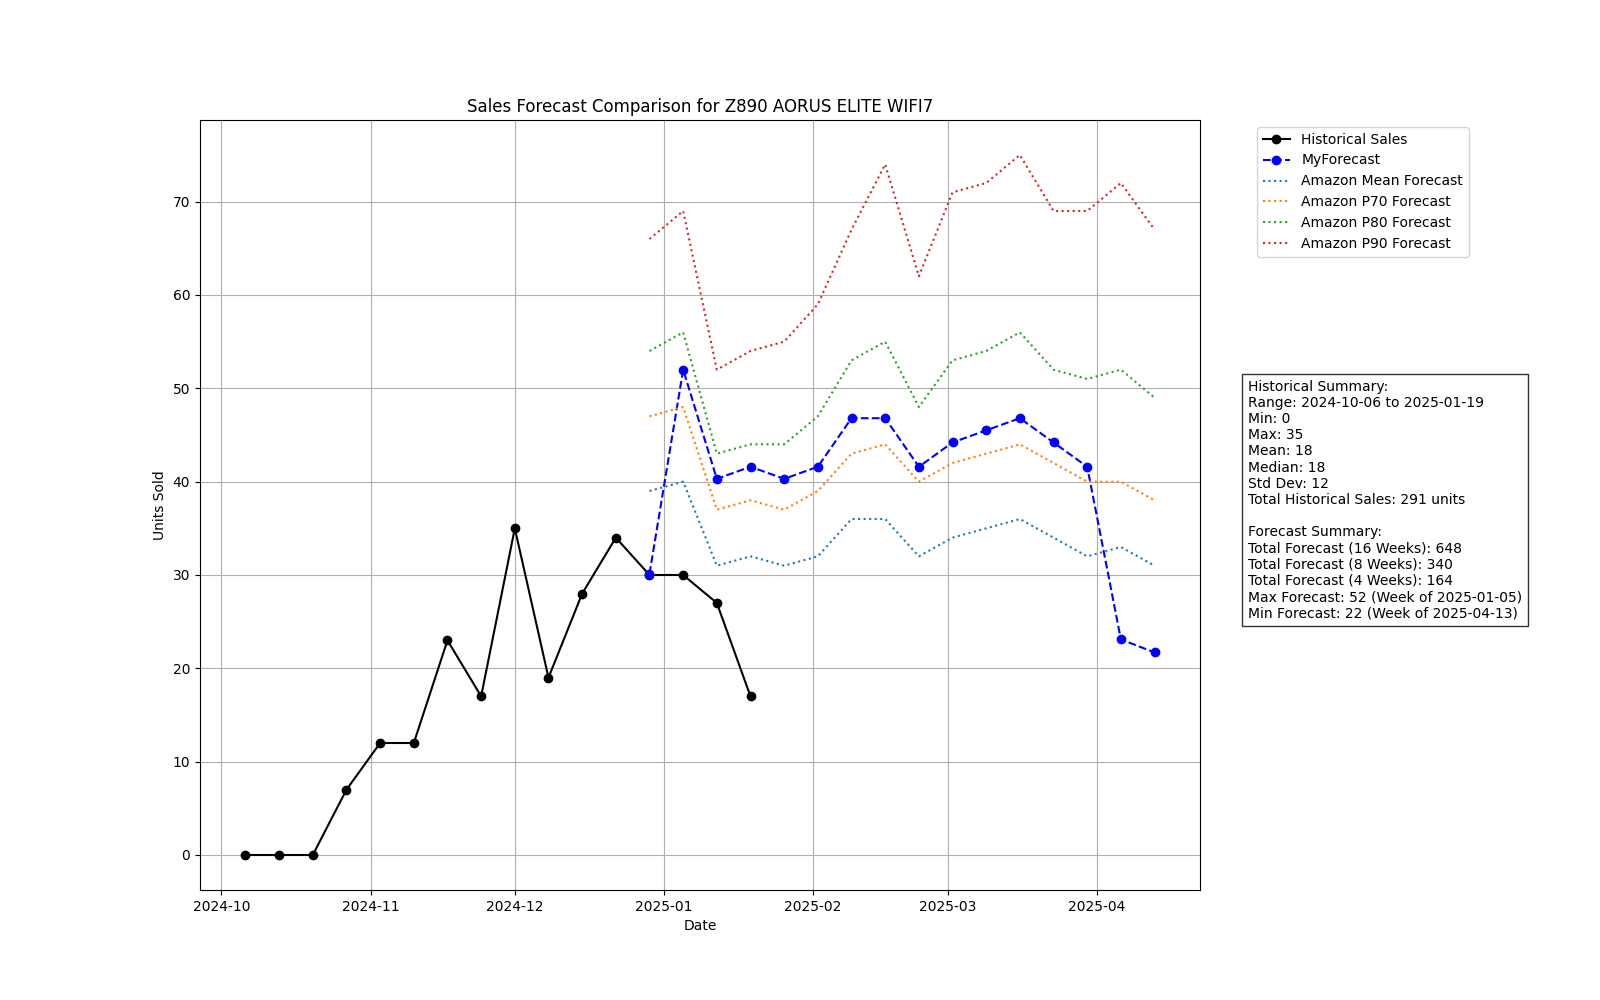 Sales Forecast Comparison for Z890 AORUS ELITE WIFI7
Historical Sales
MyForecast
Amazon Mean Forecast
Amazon P70 Forecast
Amazon P80 Forecast
Amazon P90 Forecast
70
60
50
40
30
20
10
0
Units Sold
2024-10
2024-11
2024-12
2025-01
2025-02
2025-03
2025-04
Date
Historical Summary:
Range: 2024-10-06 to 2025-01-19
Min: 0
Max: 35
Mean: 18
Median: 18
Std Dev: 12
Total Historical Sales: 291 units
Forecast Summary:
Total Forecast (16 Weeks): 648
Total Forecast (8 Weeks): 340
Total Forecast (4 Weeks): 164
Max Forecast: 52 (Week of 2025-01-05)
Min Forecast: 22 (Week of 2025-04-13)